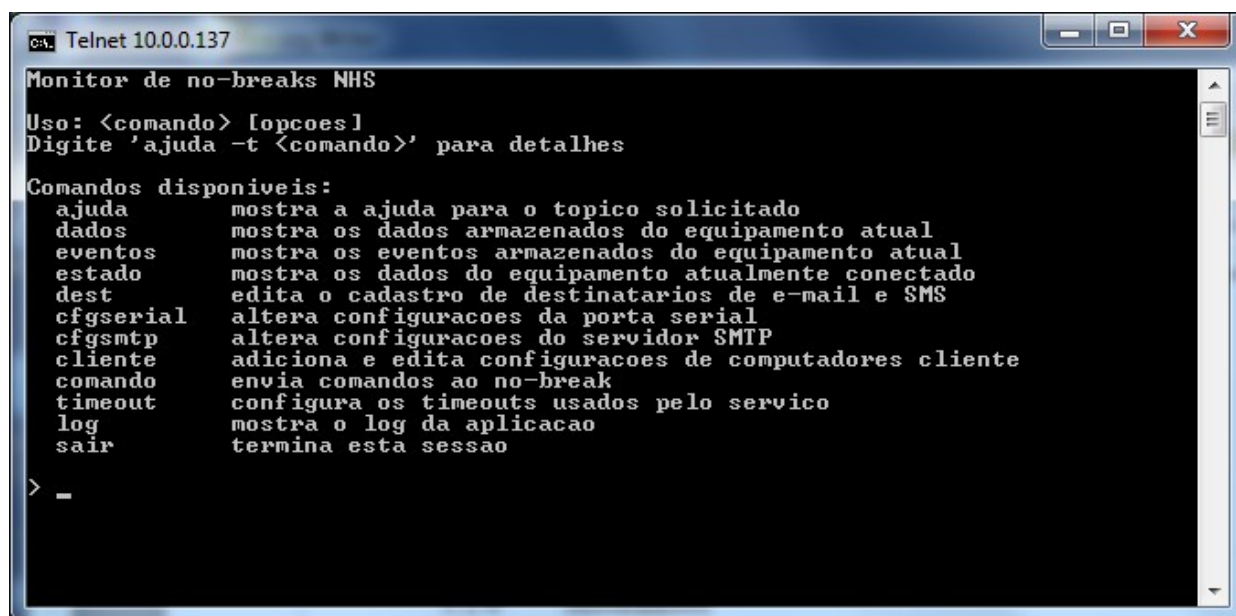 Telnet 10.0.0.137
Monitor de no-breaks NHS
Uso: <comando> [opcoes]
Digite 'ajuda -t <comando>' para detalhes
Comandos disponiveis:
ajuda mostra a ajuda para o topico solicitado
dados mostra os dados armazenados do equipamento atual
eventos mostra os eventos armazenados do equipamento atual
estado mostra os dados do equipamento atualmente conectado
dest edita o cadastro de destinatarios de e-mail e SMS
cfgserial altera configuracoes da porta serial
cfgsmtp altera configuracoes do servidor SMTP
cliente adiciona e edita configuracoes de computadores cliente
comando envia comandos ao no-break
timeout configura os timeouts usados pelo servico
log mostra o log da aplicacao
sair termina esta sessao
> _